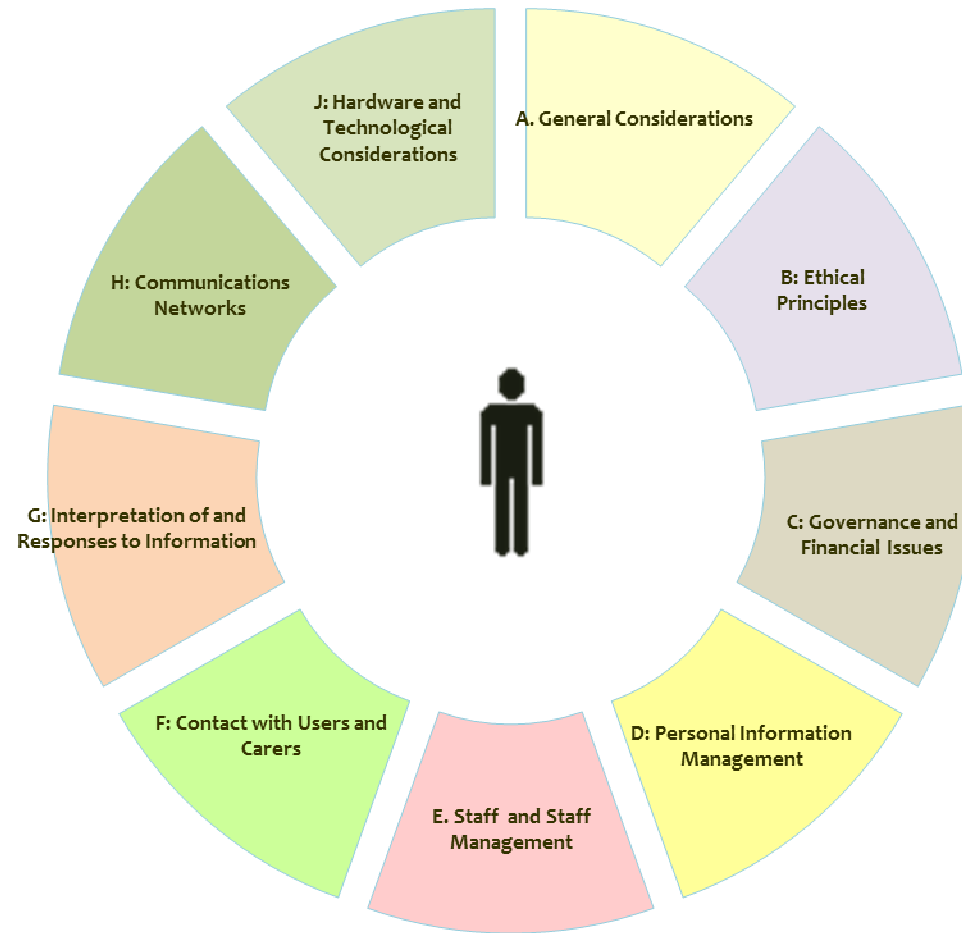 A. General Considerations
B: Ethical
Principles
C: Governance and
Financial Issues
D: Personal Information
Management
E. Staff  and Staff
Management
F: Contact with Users and
Carers
G: Interpretation of and
Responses to Information
H: Communications
Networks
J: Hardware and
Technological
Considerations